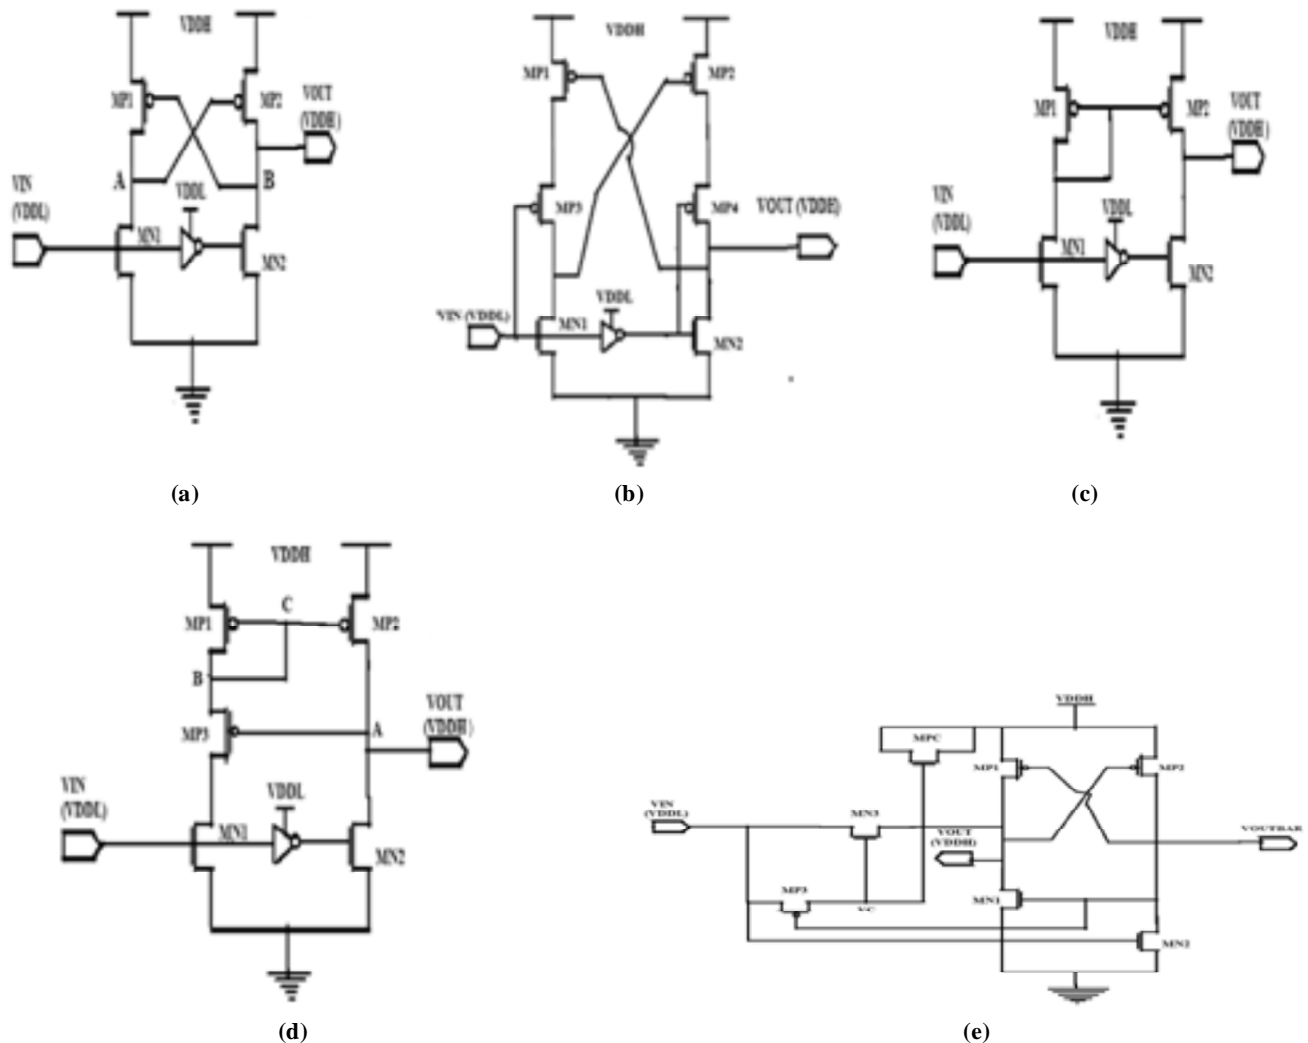 VDDH
MP1
MP2
VOUT
(VDDH)
A
B
VIN
(VDDL)
VDDL
MN1
MN2
(a)
VDDH
MP1
MP2
MP3
MP4
VOUT (VDDH)
VDDL
VIN (VDDL)
MN1
MN2
(b)
VDDH
MP1
MP2
VOUT
(VDDH)
VIN
(VDDL)
VDDL
MN1
MN2
(c)
VDDH
C
MP1
MP2
B
MP3
A
VOUT
(VDDH)
VIN
(VDDL)
VDDL
MN1
MN2
(d)
VDDH
MPC
MP1
MP2
VIN
(VDDL)
MN3
VOUT
(VDDH)
VOUTBAR
MP3
VC
MN1
MN2
(e)